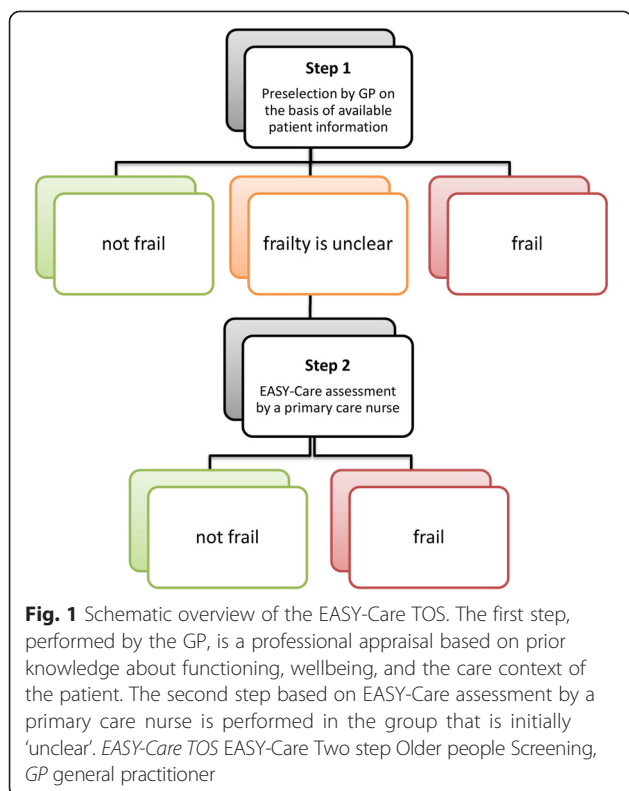 Step 1
Preselection by GP on
the basis of available
patient information
not frail
frailty is unclear
frail
Step 2
EASY-Care assessment
by a primary care nurse
not frail
frail
Fig. 1 Schematic overview of the EASY-Care TOS. The first step,
performed by the GP, is a professional appraisal based on prior
knowledge about functioning, wellbeing, and the care context of
the patient. The second step based on EASY-Care assessment by a
primary care nurse is performed in the group that is initially
‘unclear’. EASY-Care TOS EASY-Care Two step Older people Screening,
GP general practitioner